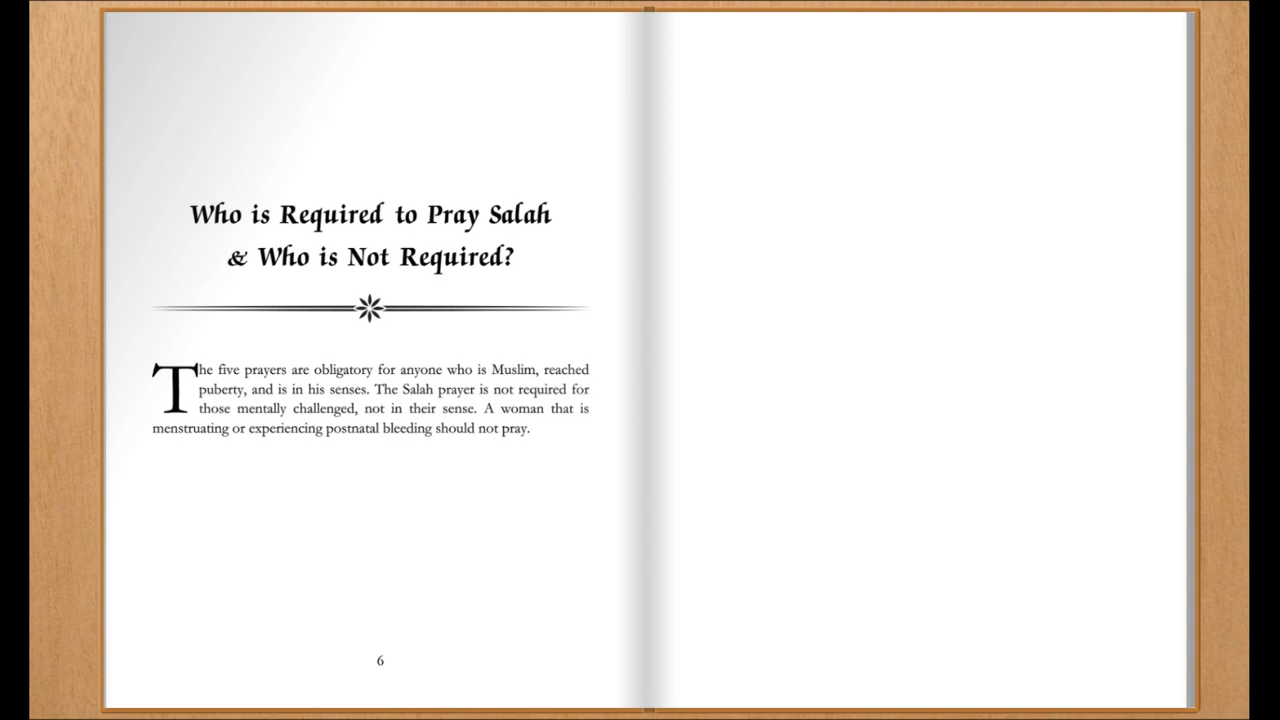 Who is Required to Pray Salah
& Who is Not Required?
The five prayers are obligatory for anyone who is Muslim, reached
puberty, and is in his senses. The Salah prayer is not required for
those mentally challenged, not in their sense. A woman that is
menstruating or experiencing postnatal bleeding should not pray.
6